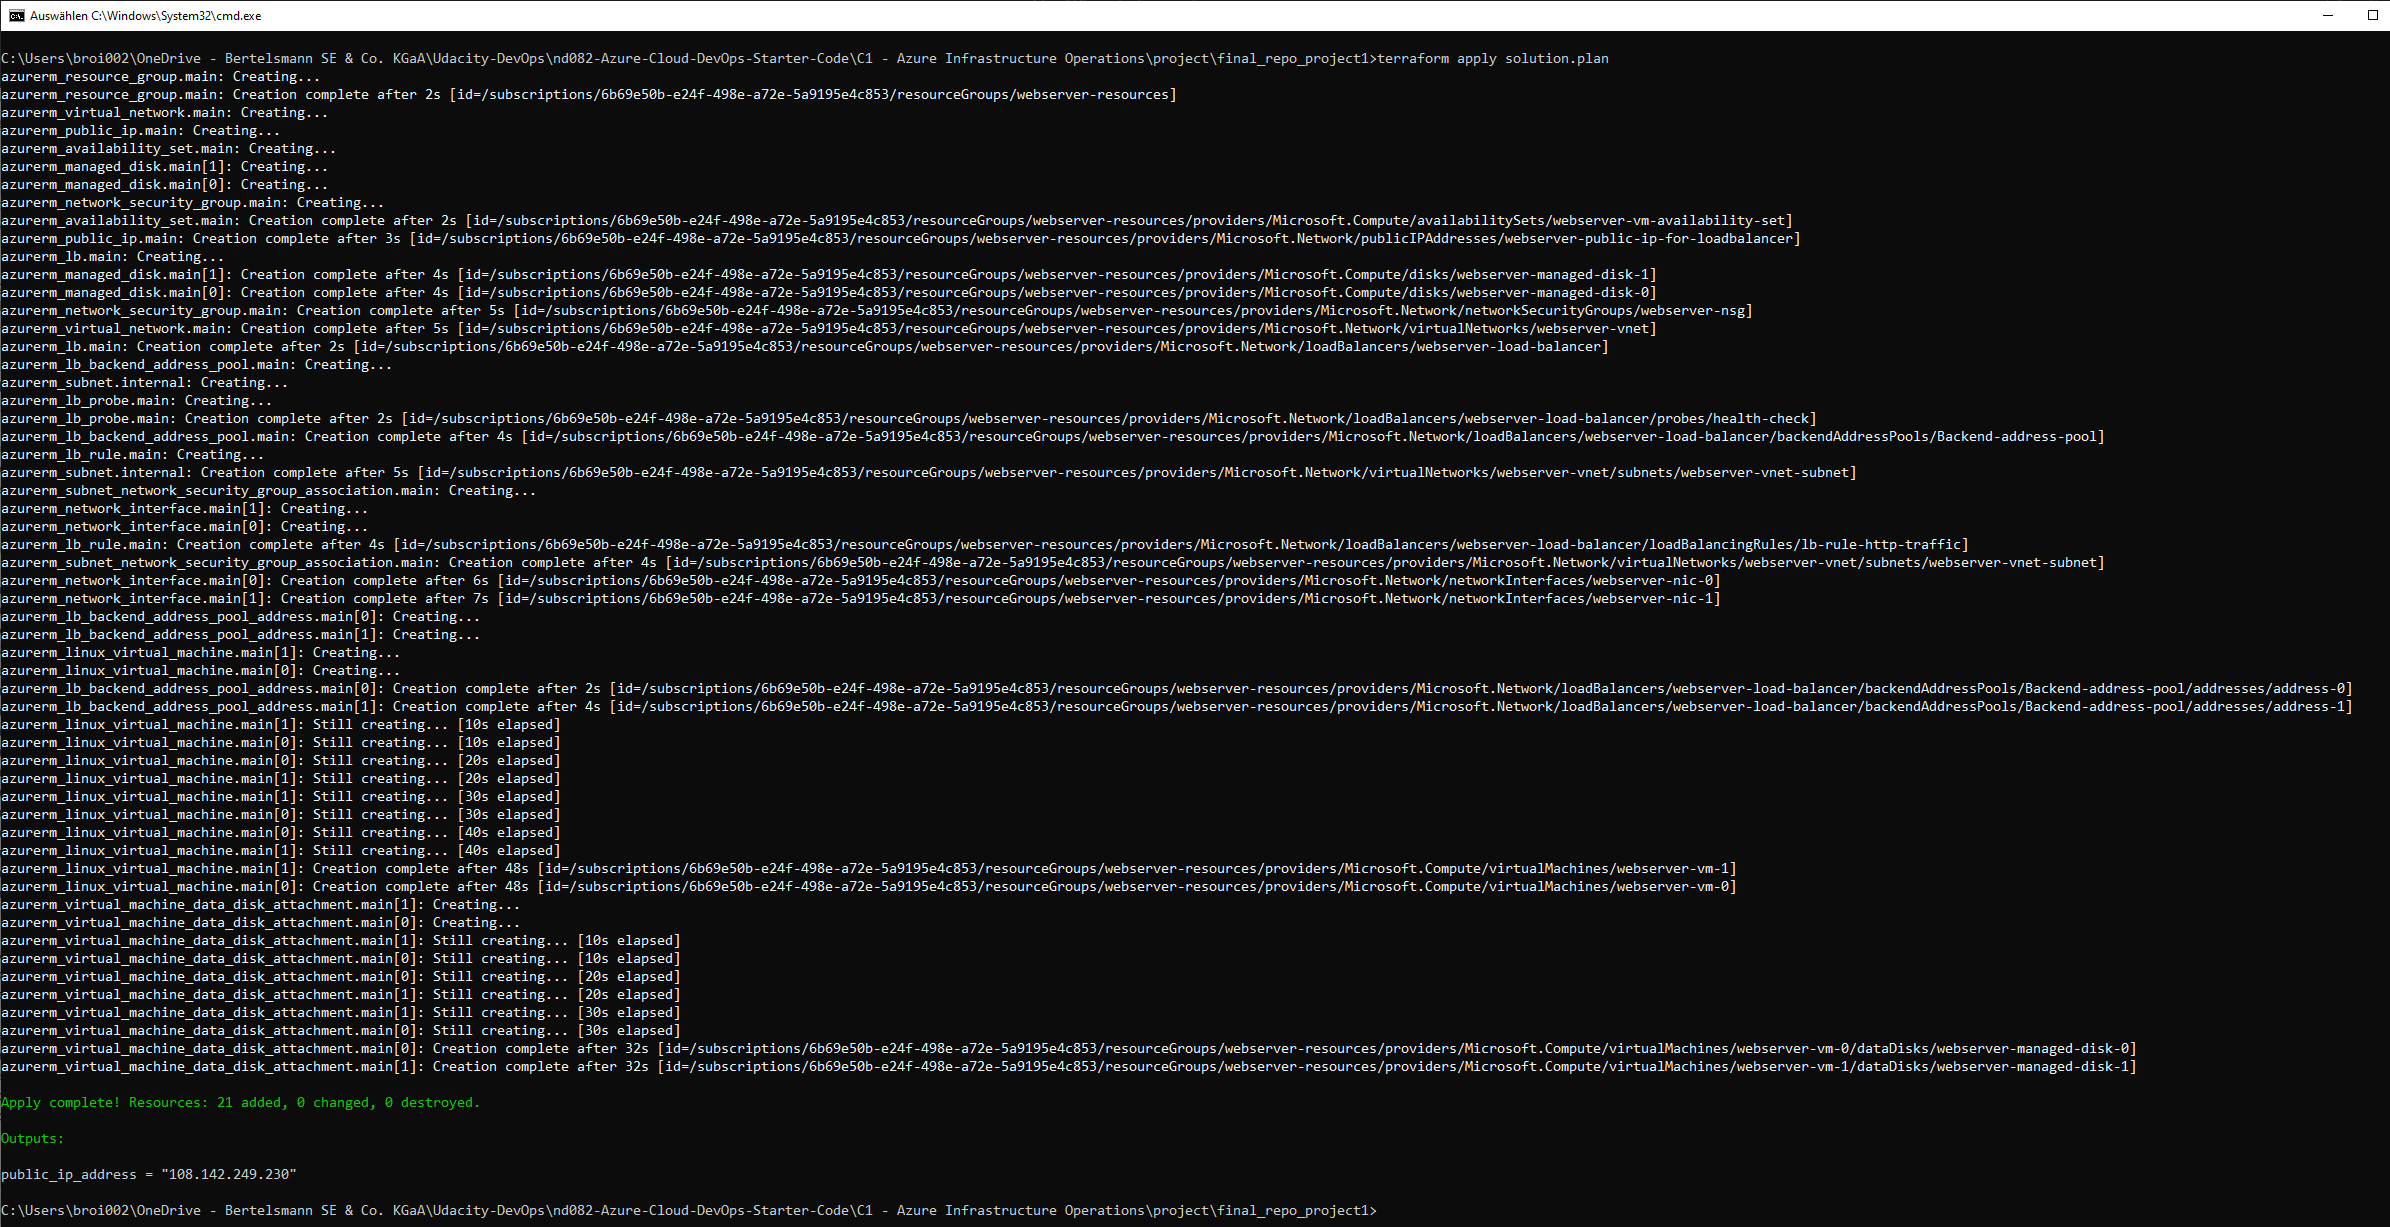 Auswählen C:\Windows\System32\cmd.exe
C:\Users\broi002\OneDrive - Bertelsmann SE & Co. KGaA\Udacity-DevOps\nd082-Azure-Cloud-DevOps-Starter-Code\C1 - Azure Infrastructure Operations\project\final_repo_project1>terraform apply solution.plan
azurerm_resource_group.main: Creating...
azurerm_resource_group.main: Creation complete after 2s [id=/subscriptions/6b69e50b-e24f-498e-a72e-5a9195e4c853/resourceGroups/webserver-resources]
azurerm_virtual_network.main: Creating...
azurerm_public_ip.main: Creating...
azurerm_availability_set.main: Creating...
azurerm_managed_disk.main[1]: Creating...
azurerm_managed_disk.main[0]: Creating...
azurerm_network_security_group.main: Creating...
azurerm_availability_set.main: Creation complete after 2s [id=/subscriptions/6b69e50b-e24f-498e-a72e-5a9195e4c853/resourceGroups/webserver-resources/providers/Microsoft.Compute/availabilitySets/webserver-vm-availability-set]
azurerm_public_ip.main: Creation complete after 3s [id=/subscriptions/6b69e50b-e24f-498e-a72e-5a9195e4c853/resourceGroups/webserver-resources/providers/Microsoft.Network/publicIPAddresses/webserver-public-ip-for-loadbalancer]
azurerm_lb.main: Creating...
azurerm_managed_disk.main[1]: Creation complete after 4s [id=/subscriptions/6b69e50b-e24f-498e-a72e-5a9195e4c853/resourceGroups/webserver-resources/providers/Microsoft.Compute/disks/webserver-managed-disk-1]
azurerm_managed_disk.main[0]: Creation complete after 4s [id=/subscriptions/6b69e50b-e24f-498e-a72e-5a9195e4c853/resourceGroups/webserver-resources/providers/Microsoft.Compute/disks/webserver-managed-disk-0]
azurerm_network_security_group.main: Creation complete after 5s [id=/subscriptions/6b69e50b-e24f-498e-a72e-5a9195e4c853/resourceGroups/webserver-resources/providers/Microsoft.Network/networkSecurityGroups/webserver-nsg]
azurerm_virtual_network.main: Creation complete after 5s [id=/subscriptions/6b69e50b-e24f-498e-a72e-5a9195e4c853/resourceGroups/webserver-resources/providers/Microsoft.Network/virtualNetworks/webserver-vnet]
azurerm_lb.main: Creation complete after 2s [id=/subscriptions/6b69e50b-e24f-498e-a72e-5a9195e4c853/resourceGroups/webserver-resources/providers/Microsoft.Network/loadBalancers/webserver-load-balancer]
azurerm_lb_backend_address_pool.main: Creating...
azurerm_subnet.internal: Creating...
azurerm_lb_probe.main: Creating...
azurerm_lb_probe.main: Creation complete after 2s [id=/subscriptions/6b69e50b-e24f-498e-a72e-5a9195e4c853/resourceGroups/webserver-resources/providers/Microsoft.Network/loadBalancers/webserver-load-balancer/probes/health-check]
azurerm_lb_backend_address_pool.main: Creation complete after 4s [id=/subscriptions/6b69e50b-e24f-498e-a72e-5a9195e4c853/resourceGroups/webserver-resources/providers/Microsoft.Network/loadBalancers/webserver-load-balancer/backendAddressPools/Backend-address-pool]
azurerm_lb_rule.main: Creating...
azurerm_subnet.internal: Creation complete after 5s [id=/subscriptions/6b69e50b-e24f-498e-a72e-5a9195e4c853/resourceGroups/webserver-resources/providers/Microsoft.Network/virtualNetworks/webserver-vnet/subnets/webserver-vnet-subnet]
azurerm_subnet_network_security_group_association.main: Creating...
azurerm_network_interface.main[1]: Creating...
azurerm_network_interface.main[0]: Creating...
azurerm_lb_rule.main: Creation complete after 4s [id=/subscriptions/6b69e50b-e24f-498e-a72e-5a9195e4c853/resourceGroups/webserver-resources/providers/Microsoft.Network/loadBalancers/webserver-load-balancer/loadBalancingRules/lb-rule-http-traffic]
azurerm_subnet_network_security_group_association.main: Creation complete after 4s [id=/subscriptions/6b69e50b-e24f-498e-a72e-5a9195e4c853/resourceGroups/webserver-resources/providers/Microsoft.Network/virtualNetworks/webserver-vnet/subnets/webserver-vnet-subnet]
azurerm_network_interface.main[0]: Creation complete after 6s [id=/subscriptions/6b69e50b-e24f-498e-a72e-5a9195e4c853/resourceGroups/webserver-resources/providers/Microsoft.Network/networkInterfaces/webserver-nic-0]
azurerm_network_interface.main[1]: Creation complete after 7s [id=/subscriptions/6b69e50b-e24f-498e-a72e-5a9195e4c853/resourceGroups/webserver-resources/providers/Microsoft.Network/networkInterfaces/webserver-nic-1]
azurerm_lb_backend_address_pool_address.main[0]: Creating...
azurerm_lb_backend_address_pool_address.main[1]: Creating...
azurerm_linux_virtual_machine.main[1]: Creating...
azurerm_linux_virtual_machine.main[0]: Creating...
azurerm_lb_backend_address_pool_address.main[0]: Creation complete after 2s [id=/subscriptions/6b69e50b-e24f-498e-a72e-5a9195e4c853/resourceGroups/webserver-resources/providers/Microsoft.Network/loadBalancers/webserver-load-balancer/backendAddressPools/Backend-address-pool/addresses/address-0]
azurerm_lb_backend_address_pool_address.main[1]: Creation complete after 4s [id=/subscriptions/6b69e50b-e24f-498e-a72e-5a9195e4c853/resourceGroups/webserver-resources/providers/Microsoft.Network/loadBalancers/webserver-load-balancer/backendAddressPools/Backend-address-pool/addresses/address-1]
azurerm_linux_virtual_machine.main[1]: Still creating... [10s elapsed]
azurerm_linux_virtual_machine.main[0]: Still creating... [10s elapsed]
azurerm_linux_virtual_machine.main[0]: Still creating... [20s elapsed]
azurerm_linux_virtual_machine.main[1]: Still creating... [20s elapsed]
azurerm_linux_virtual_machine.main[1]: Still creating... [30s elapsed]
azurerm_linux_virtual_machine.main[0]: Still creating... [30s elapsed]
azurerm_linux_virtual_machine.main[0]: Still creating... [40s elapsed]
azurerm_linux_virtual_machine.main[1]: Still creating... [40s elapsed]
azurerm_linux_virtual_machine.main[1]: Creation complete after 48s [id=/subscriptions/6b69e50b-e24f-498e-a72e-5a9195e4c853/resourceGroups/webserver-resources/providers/Microsoft.Compute/virtualMachines/webserver-vm-1]
azurerm_linux_virtual_machine.main[0]: Creation complete after 48s [id=/subscriptions/6b69e50b-e24f-498e-a72e-5a9195e4c853/resourceGroups/webserver-resources/providers/Microsoft.Compute/virtualMachines/webserver-vm-0]
azurerm_virtual_machine_data_disk_attachment.main[1]: Creating...
azurerm_virtual_machine_data_disk_attachment.main[0]: Creating...
azurerm_virtual_machine_data_disk_attachment.main[1]: Still creating... [10s elapsed]
azurerm_virtual_machine_data_disk_attachment.main[0]: Still creating... [10s elapsed]
azurerm_virtual_machine_data_disk_attachment.main[0]: Still creating... [20s elapsed]
azurerm_virtual_machine_data_disk_attachment.main[1]: Still creating... [20s elapsed]
azurerm_virtual_machine_data_disk_attachment.main[1]: Still creating... [30s elapsed]
azurerm_virtual_machine_data_disk_attachment.main[0]: Still creating... [30s elapsed]
azurerm_virtual_machine_data_disk_attachment.main[0]: Creation complete after 32s [id=/subscriptions/6b69e50b-e24f-498e-a72e-5a9195e4c853/resourceGroups/webserver-resources/providers/Microsoft.Compute/virtualMachines/webserver-vm-0/dataDisks/webserver-managed-disk-0]
azurerm_virtual_machine_data_disk_attachment.main[1]: Creation complete after 32s [id=/subscriptions/6b69e50b-e24f-498e-a72e-5a9195e4c853/resourceGroups/webserver-resources/providers/Microsoft.Compute/virtualMachines/webserver-vm-1/dataDisks/webserver-managed-disk-1]
Apply complete! Resources: 21 added, 0 changed, 0 destroyed.
Outputs:
public_ip_address = "108.142.249.230"
C:\Users\broi002\OneDrive - Bertelsmann SE & Co. KGaA\Udacity-DevOps\nd082-Azure-Cloud-DevOps-Starter-Code\C1 - Azure Infrastructure Operations\project\final_repo_project1>